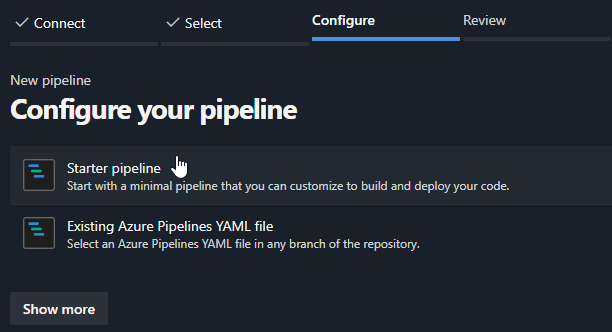 Connect
Select
Configure
Review
New pipeline
Configure your pipeline
Starter pipeline
Start with a minimal pipeline that you can customize to build and deploy your code.
Existing Azure Pipelines YAML file
Select an Azure Pipelines YAML file in any branch of the repository.
Show more